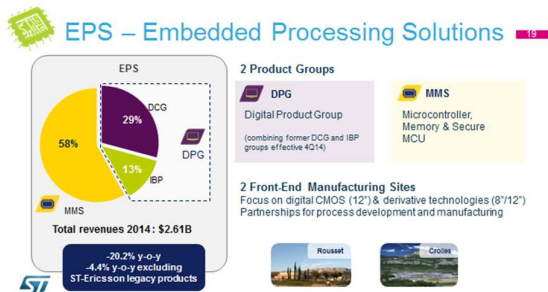 EPS – Embedded Processing Solutions
19
EPS
DCG
29%
58%
13%
IBP
DPG
MMS
Total revenues 2014: $2.61B
-20.2% y-o-y
-4.4% y-o-y excluding
ST-Ericsson legacy products
2 Product Groups
DPG
Digital Product Group
(combining former DCG and IBP
groups effective 4Q14)
MMS
Microcontroller,
Memory & Secure
MCU
2 Front-End Manufacturing Sites
Focus on digital CMOS (12") & derivative technologies (8"/12")
Partnerships for process development and manufacturing
Rousset
Crolles
ST